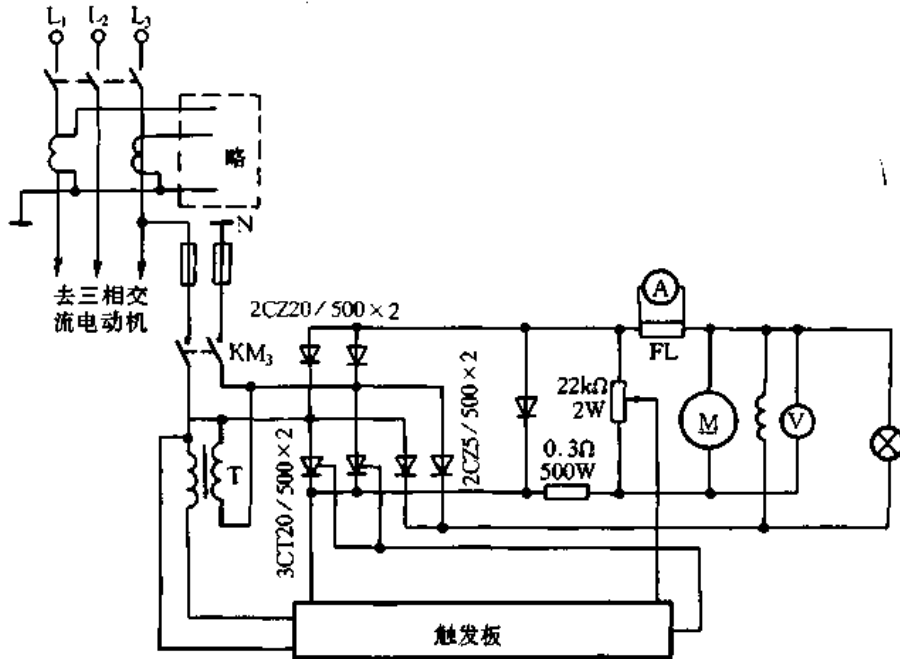 L₁ L₂ L₃
略
N
去三相交
流电动机
2CZ20/500×2
KM₃
A
FL
22kΩ
2W
2CZ5/500×2
M
V
0.3Ω
500W
T
3CT20/500×2
触发板